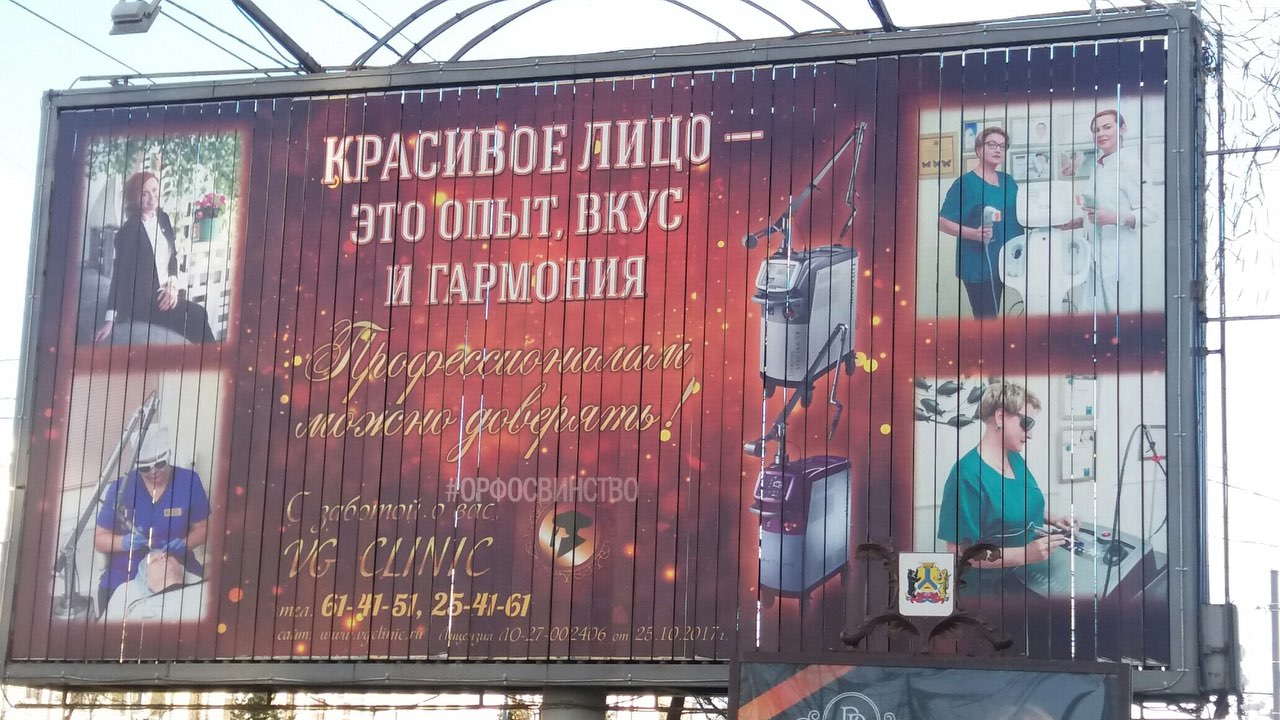 КРАСИВОЕ ЛИЦО –
ЭТО ОПЫТ, ВКУС
И ГАРМОНИЯ
Профессионалам
можно доверять!
#ОРФОСВИНСТВО
С заботой о вас,
VG CLINIC
тел. 61-41-51, 25-41-61
сайт: www.vgclinic.ru Лицензия ЛО-27-002406 от 25.10.2017 г.